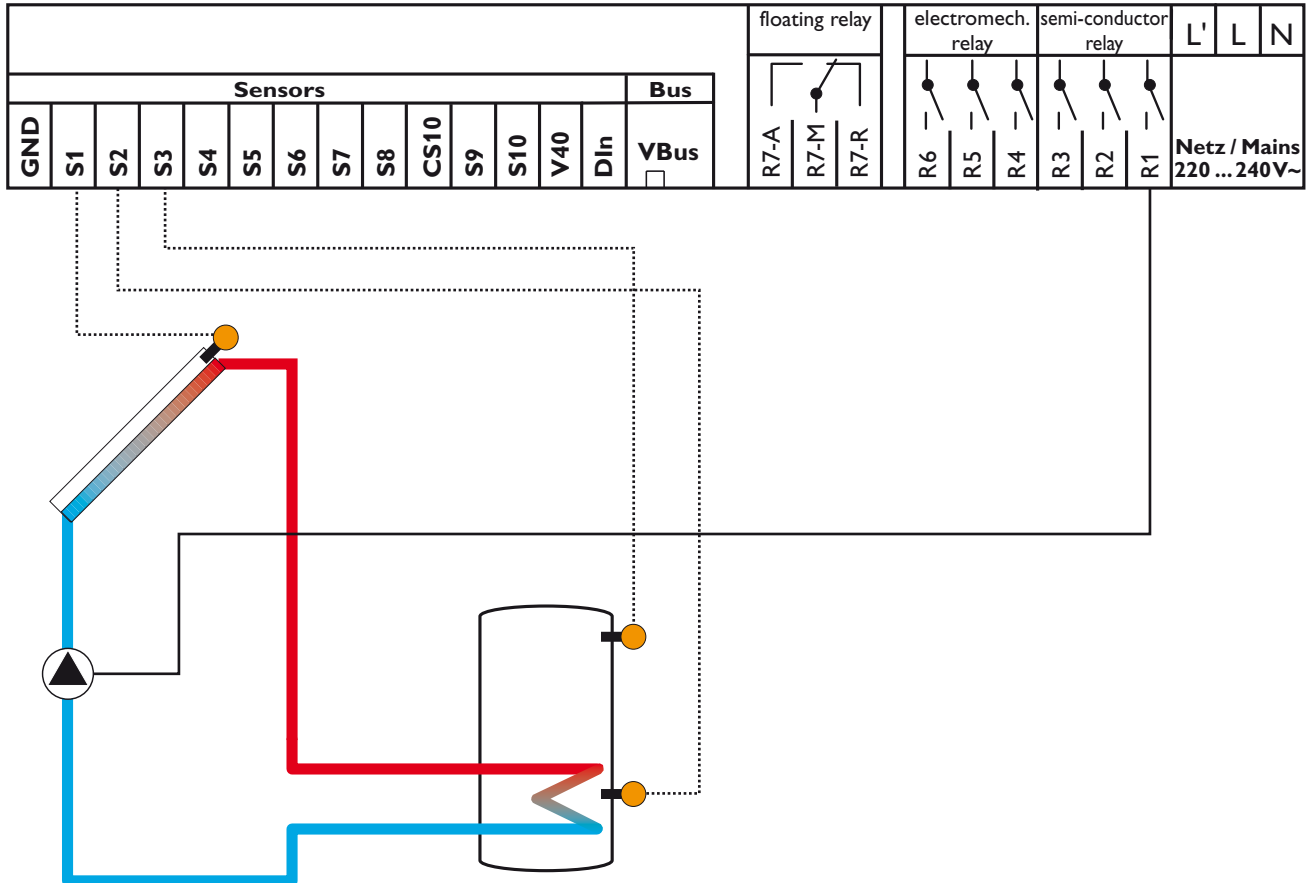 floating relay
electromech.
relay
semi-conductor
relay
L' L N
Sensors
Bus
GND S1 S2 S3 S4 S5 S6 S7 S8 CS10 S9 S10 V40 DIn
VBus
R7-A R7-M R7-R
R6 R5 R4 R3 R2 R1
Netz / Mains
220 ... 240V~